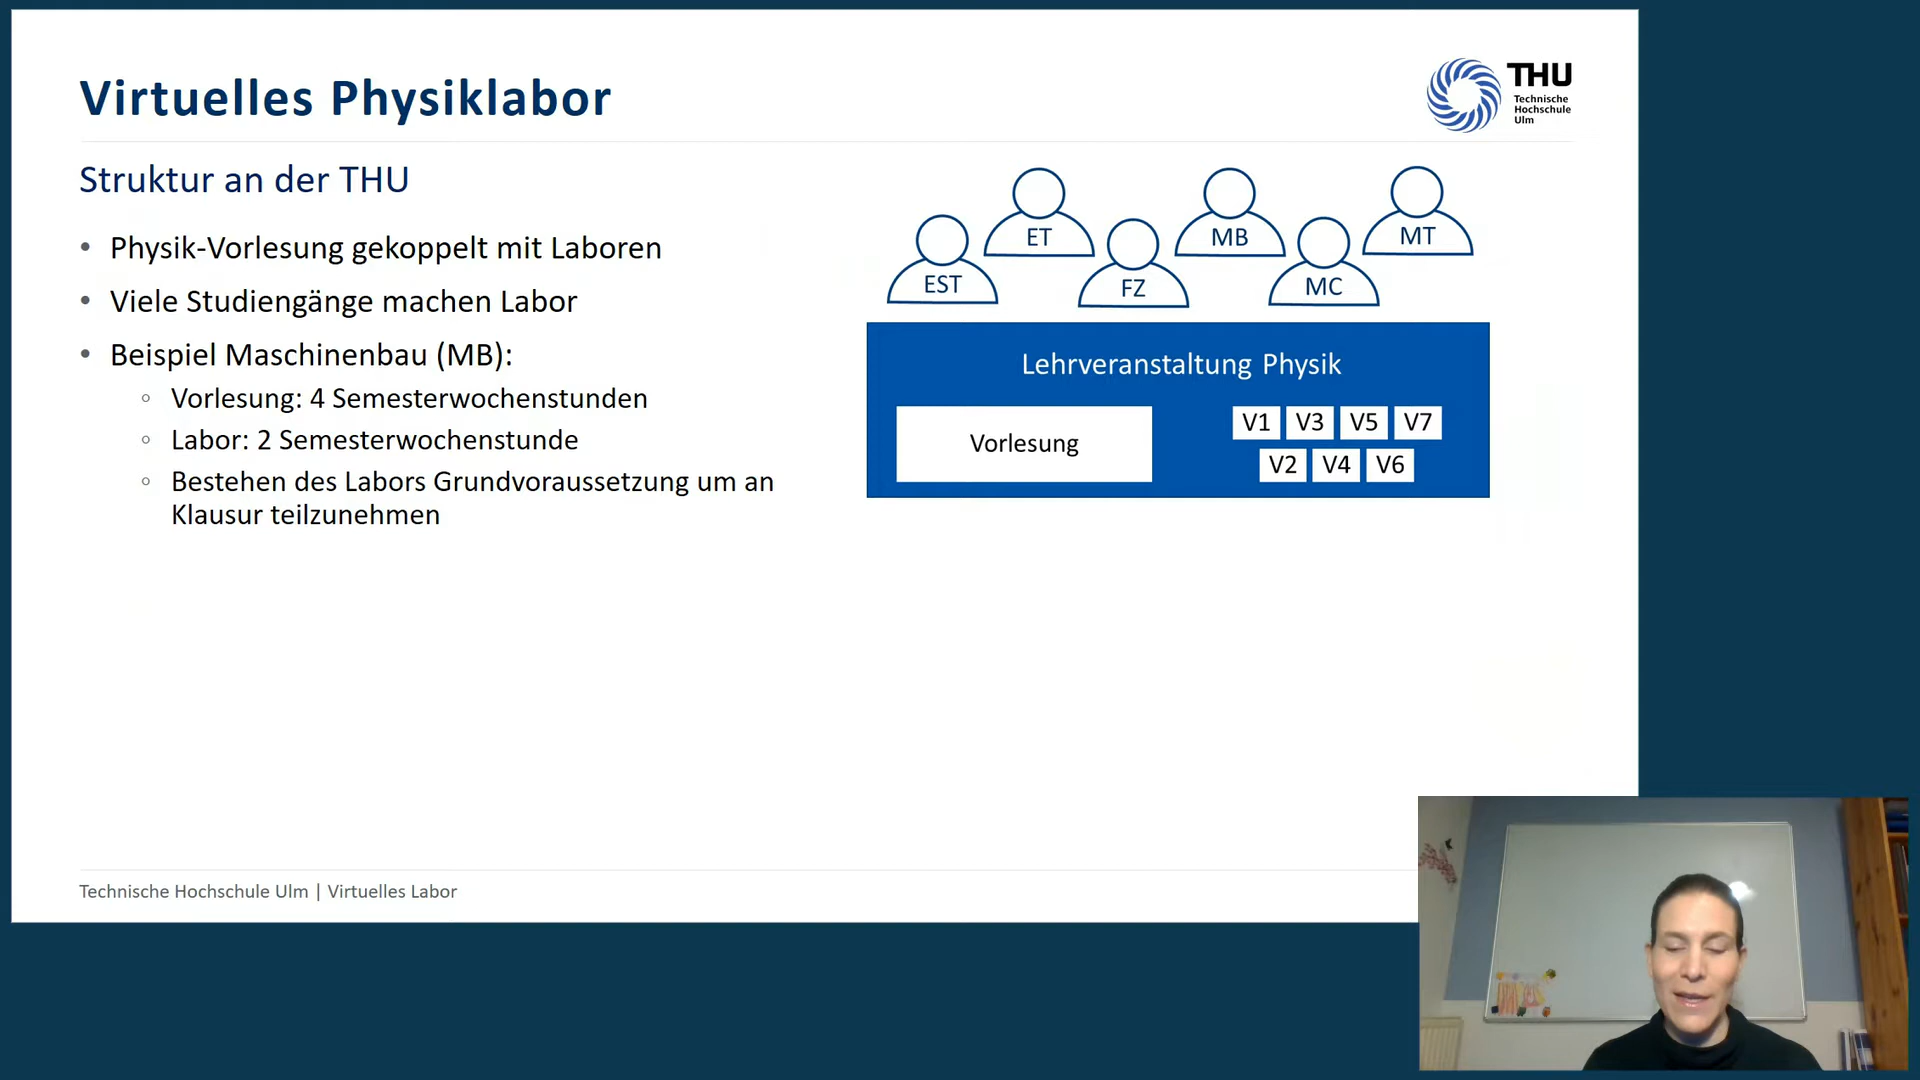 Virtuelles Physiklabor
THU
Technische
Hochschule
Ulm
Struktur an der THU
• Physik-Vorlesung gekoppelt mit Laboren
• Viele Studiengänge machen Labor
• Beispiel Maschinenbau (MB):
◦ Vorlesung: 4 Semesterwochenstunden
◦ Labor: 2 Semesterwochenstunde
◦ Bestehen des Labors Grundvoraussetzung um an
Klausur teilzunehmen
ET MB MT
EST FZ MC
Lehrveranstaltung Physik
Vorlesung
V1 V3 V5 V7
V2 V4 V6
Technische Hochschule Ulm | Virtuelles Labor